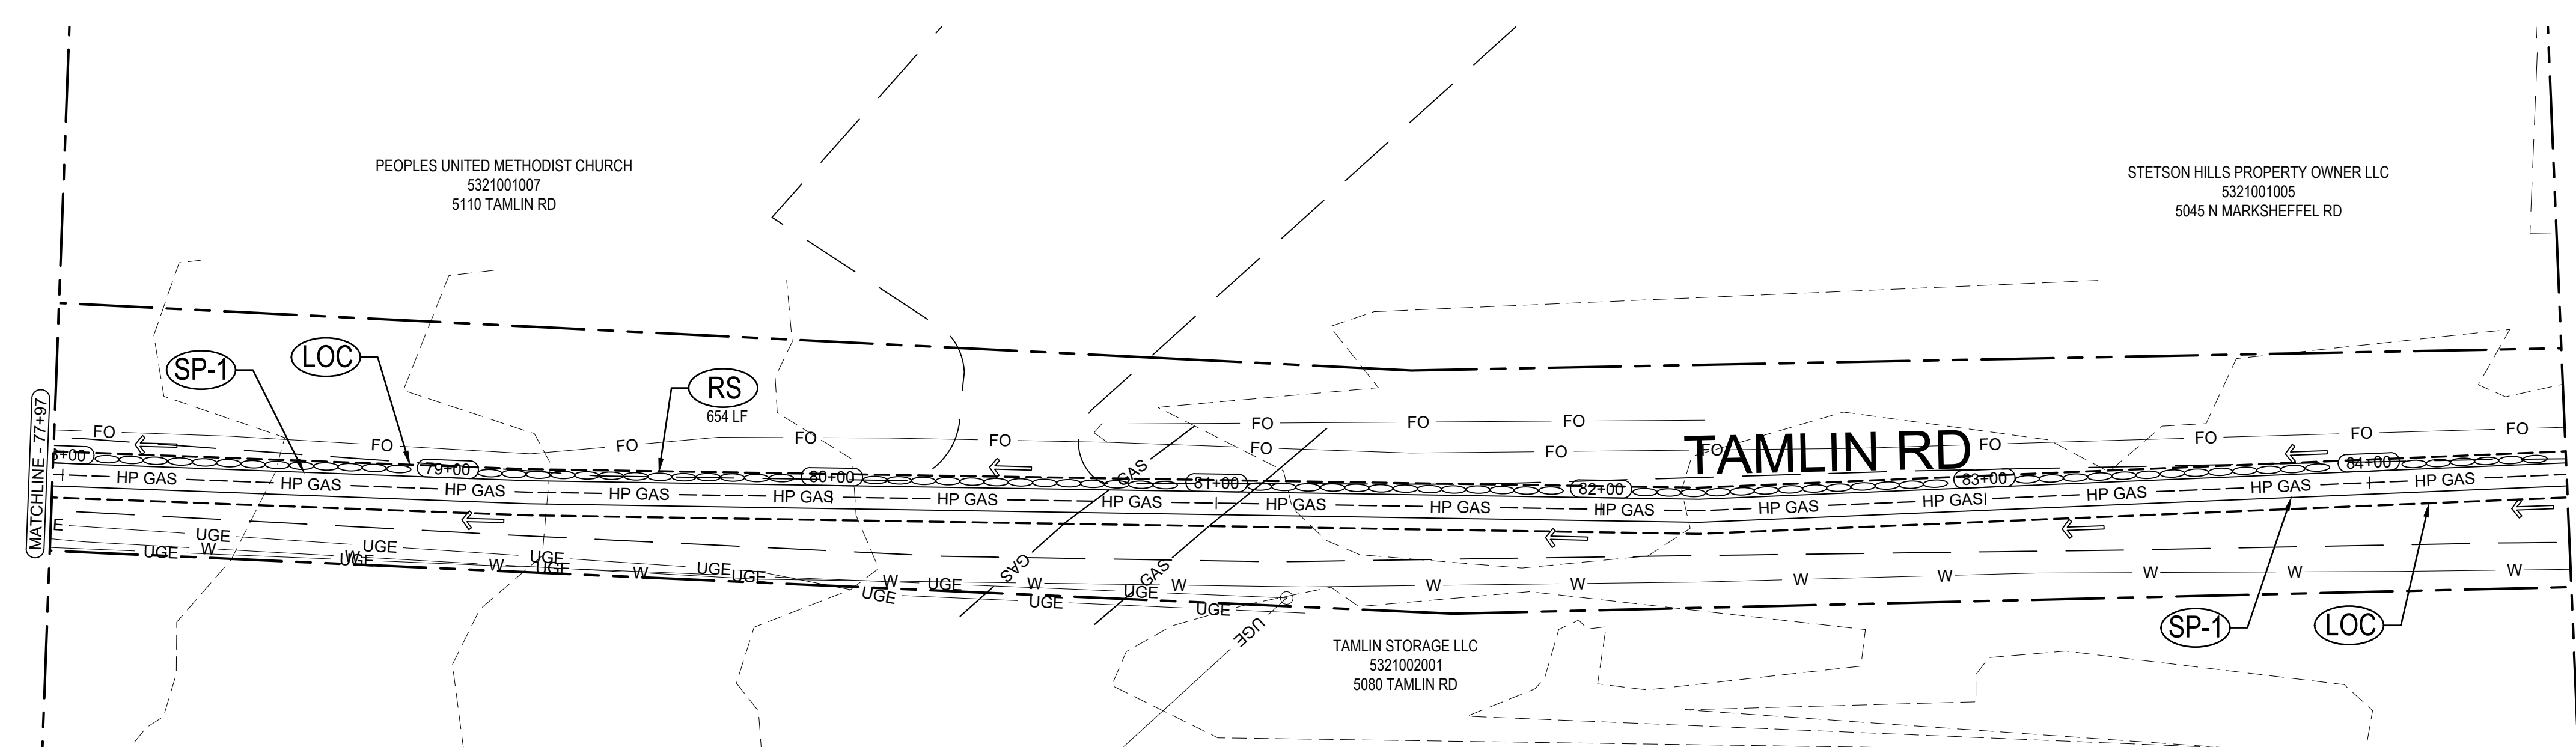 PEOPLES UNITED METHODIST CHURCH
5321001007
5110 TAMLIN RD
STETSON HILLS PROPERTY OWNER LLC
5321001005
5045 N MARKSHEFFEL RD
SP-1
LOC
RS
654 LF
MATCHLINE - 77+97
FO FO FO
FO FO FO FO FO FO FO FO FO FO FO FO
TAMLIN RD
8+00 79+00 80+00 81+00 82+00 83+00 84+00
HP GAS HP GAS HP GAS HP GAS HP GAS HP GAS HP GAS HP GAS HP GAS HP GAS HP GAS HP GAS HP GAS HP GAS HP GAS
GAS
GAS
GAS
E UGE UGE UGE UGE UGE UGE
UGE UGE UGE UGE UGE UGE UGE
W W W W W W W W W W W W W W
UGE
SP-1
LOC
TAMLIN STORAGE LLC
5321002001
5080 TAMLIN RD